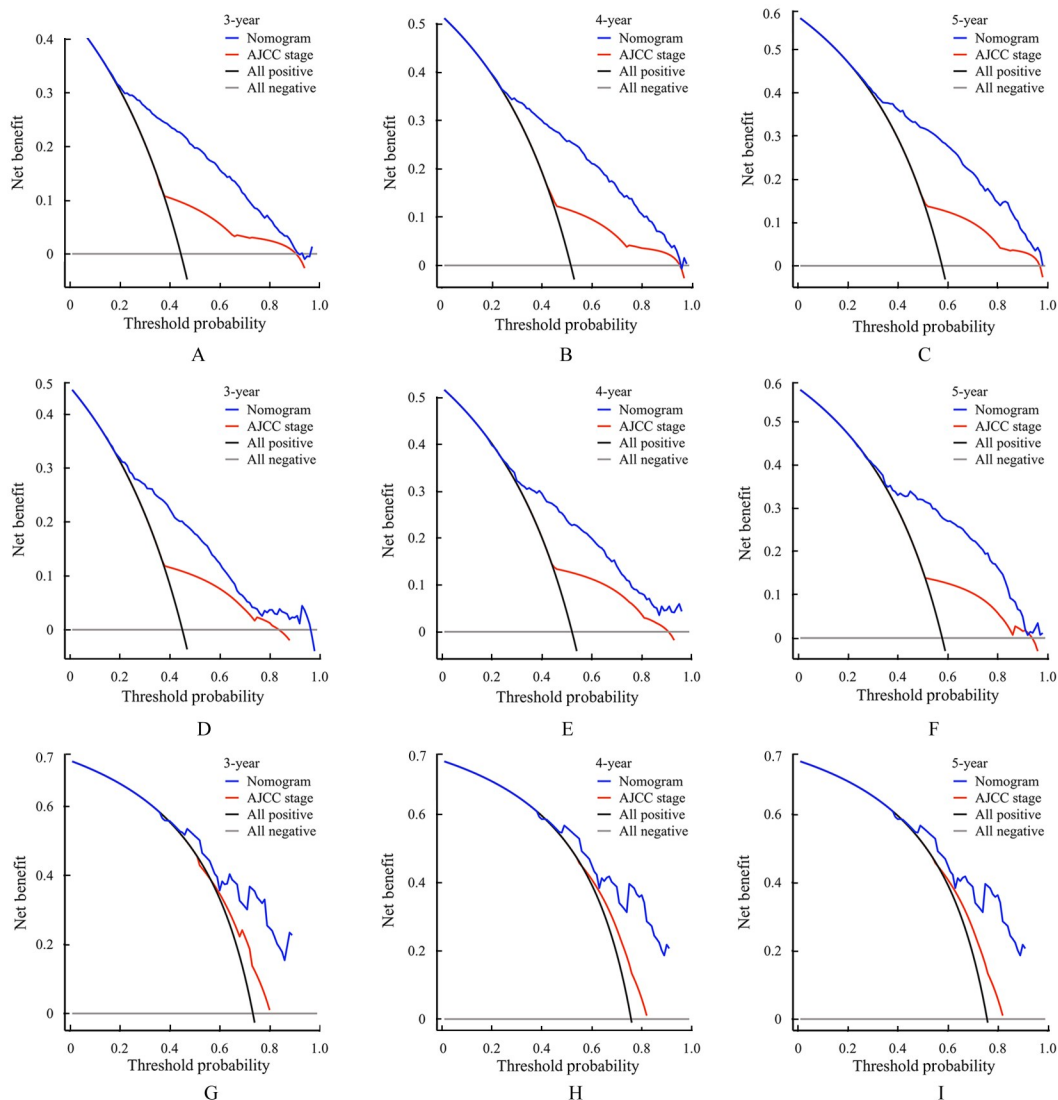 3-year
Nomogram
AJCC stage
All positive
All negative
0.4
0.3
0.2
0.1
0
Net benefit
0 0.2 0.4 0.6 0.8 1.0
Threshold probability
A
4-year
Nomogram
AJCC stage
All positive
All negative
0.5
0.4
0.3
0.2
0.1
0
Net benefit
0 0.2 0.4 0.6 0.8 1.0
Threshold probability
B
5-year
Nomogram
AJCC stage
All positive
All negative
0.6
0.5
0.4
0.3
0.2
0.1
0
Net benefit
0 0.2 0.4 0.6 0.8 1.0
Threshold probability
C
3-year
Nomogram
AJCC stage
All positive
All negative
0.5
0.4
0.3
0.2
0.1
0
Net benefit
0 0.2 0.4 0.6 0.8 1.0
Threshold probability
D
4-year
Nomogram
AJCC stage
All positive
All negative
0.5
0.4
0.3
0.2
0.1
0
Net benefit
0 0.2 0.4 0.6 0.8 1.0
Threshold probability
E
5-year
Nomogram
AJCC stage
All positive
All negative
0.6
0.5
0.4
0.3
0.2
0.1
0
Net benefit
0 0.2 0.4 0.6 0.8 1.0
Threshold probability
F
3-year
Nomogram
AJCC stage
All positive
All negative
0.7
0.6
0.4
0.2
0
Net benefit
0 0.2 0.4 0.6 0.8 1.0
Threshold probability
G
4-year
Nomogram
AJCC stage
All positive
All negative
0.7
0.6
0.4
0.2
0
Net benefit
0 0.2 0.4 0.6 0.8 1.0
Threshold probability
H
5-year
Nomogram
AJCC stage
All positive
All negative
0.7
0.6
0.4
0.2
0
Net benefit
0 0.2 0.4 0.6 0.8 1.0
Threshold probability
I